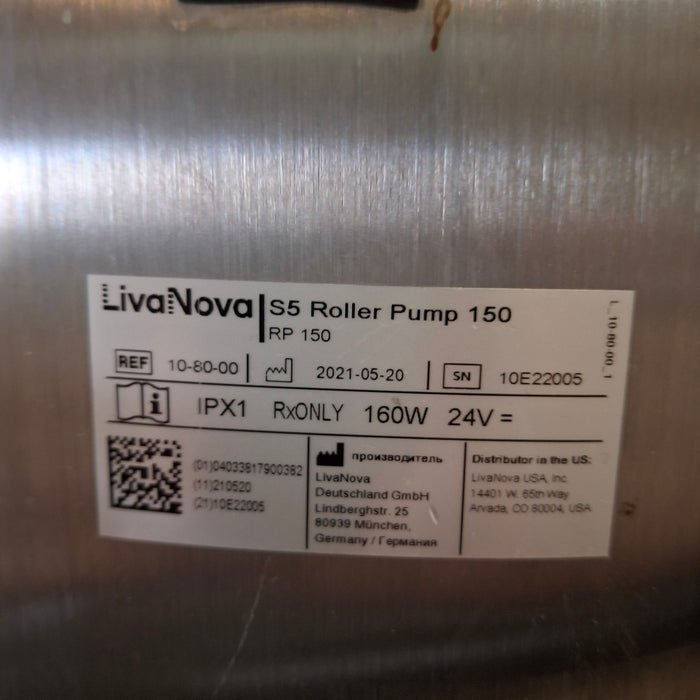 LivaNova
S5 Roller Pump 150
RP 150
REF 10-80-00
2021-05-20
SN 10E22005
L_10-80-00_1
i IPX1 RxONLY 160W 24V =
(01)04033817900382
(11)210520
(21)10E22005
производитель
LivaNova
Deutschland GmbH
Lindberghstr. 25
80939 München,
Germany / Германия
Distributor in the US:
LivaNova USA, Inc.
14401 W. 65th Way
Arvada, CO 80004, USA